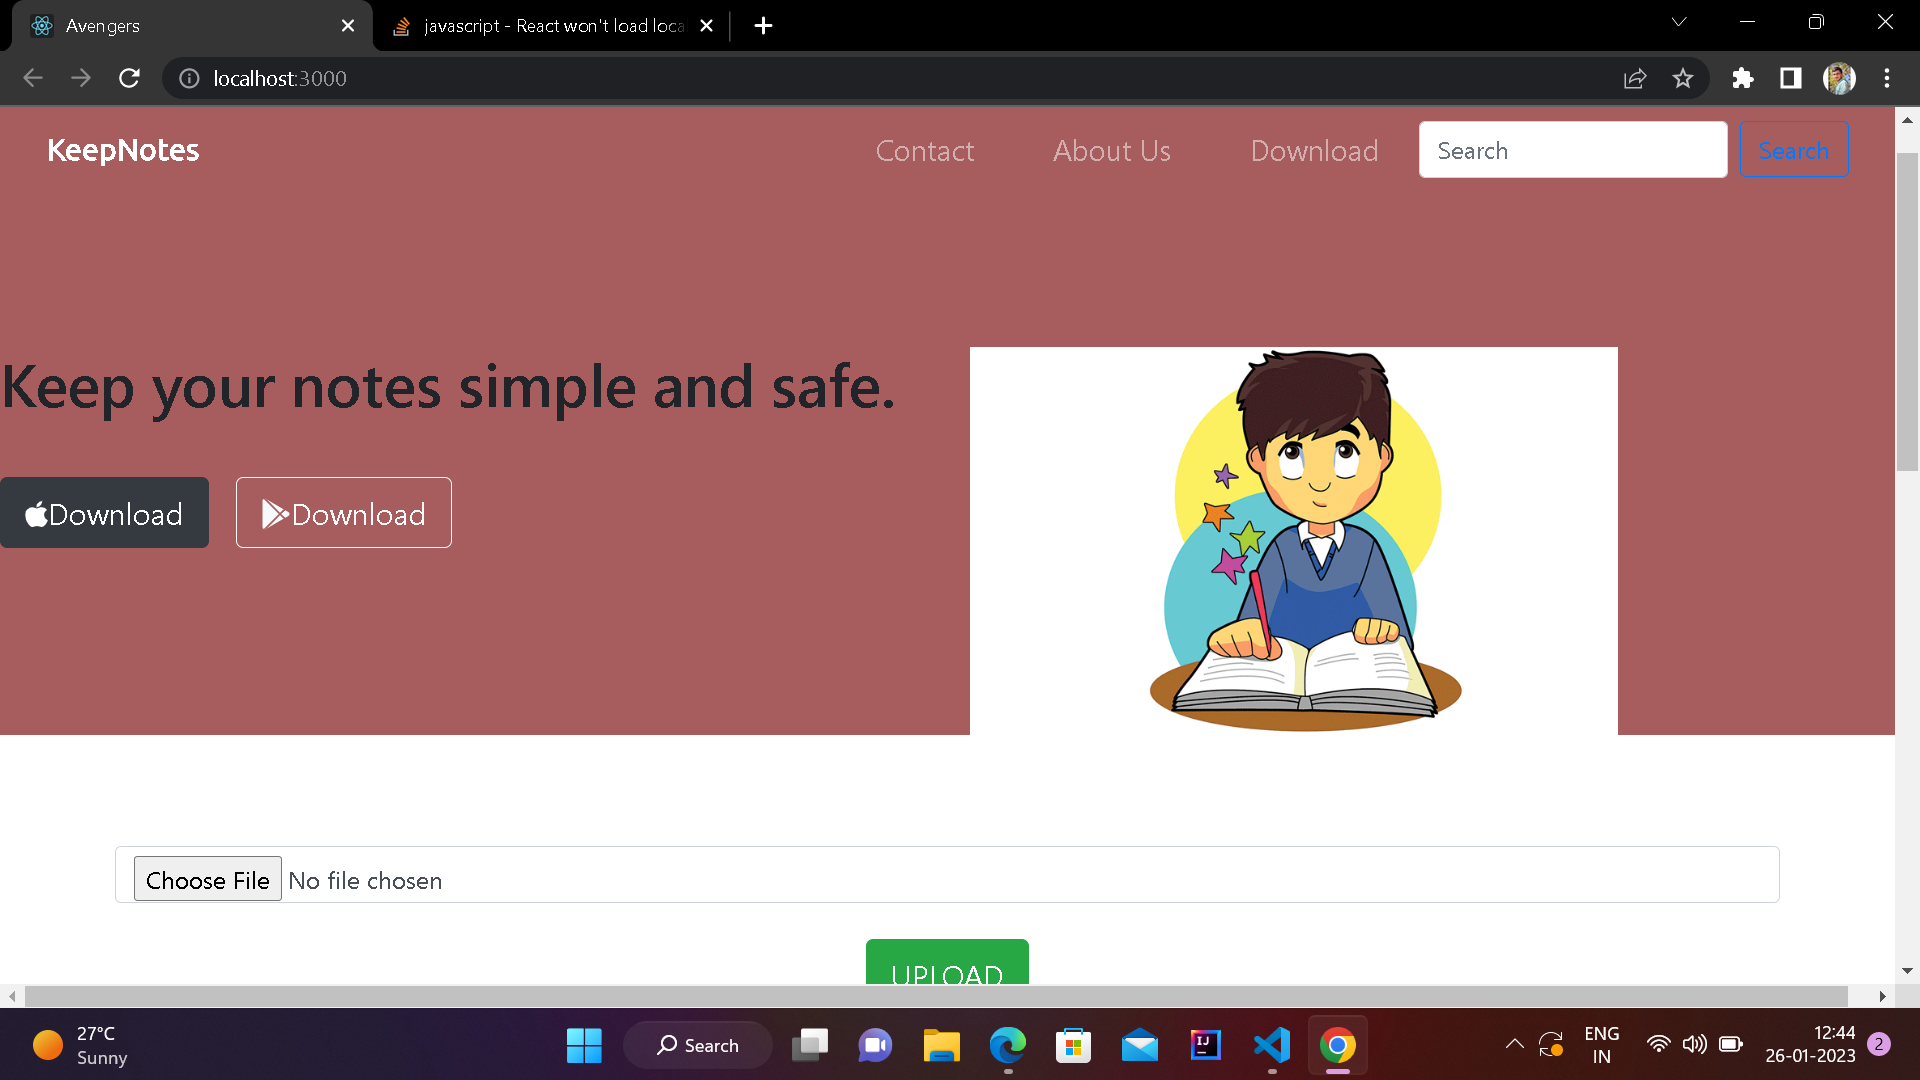 Avengers
javascript - React won't load loca
localhost:3000
KeepNotes
Contact
About Us
Download
Search
Search
Keep your notes simple and safe.
Download
Download
Choose File No file chosen
UPLOAD
27°C
Sunny
Search
ENG
IN
12:44
26-01-2023
2